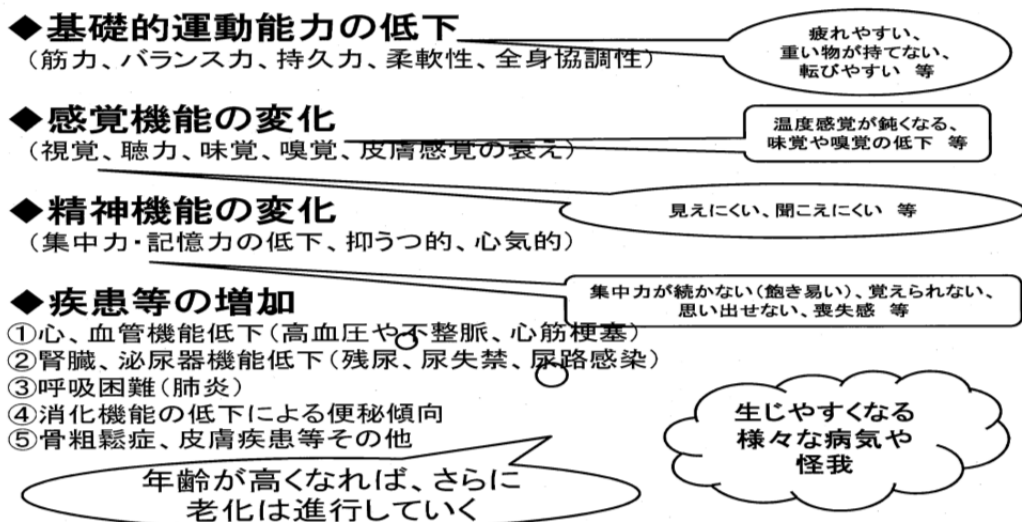 ◆基礎的運動能力の低下
(筋力、バランス力、持久力、柔軟性、全身協調性)
疲れやすい、
重い物が持てない、
転びやすい 等
◆感覚機能の変化
(視覚、聴力、味覚、嗅覚、皮膚感覚の衰え)
温度感覚が鈍くなる、
味覚や嗅覚の低下 等
見えにくい、聞こえにくい 等
◆精神機能の変化
(集中力・記憶力の低下、抑うつ的、心気的)
集中力が続かない(飽き易い)、覚えられない、
思い出せない、喪失感 等
◆疾患等の増加
①心、血管機能低下(高血圧や不整脈、心筋梗塞)
②腎臓、泌尿器機能低下(残尿、尿失禁、尿路感染)
③呼吸困難(肺炎)
④消化機能の低下による便秘傾向
⑤骨粗鬆症、皮膚疾患等その他
生じやすくなる
様々な病気や
怪我
年齢が高くなれば、さらに
老化は進行していく